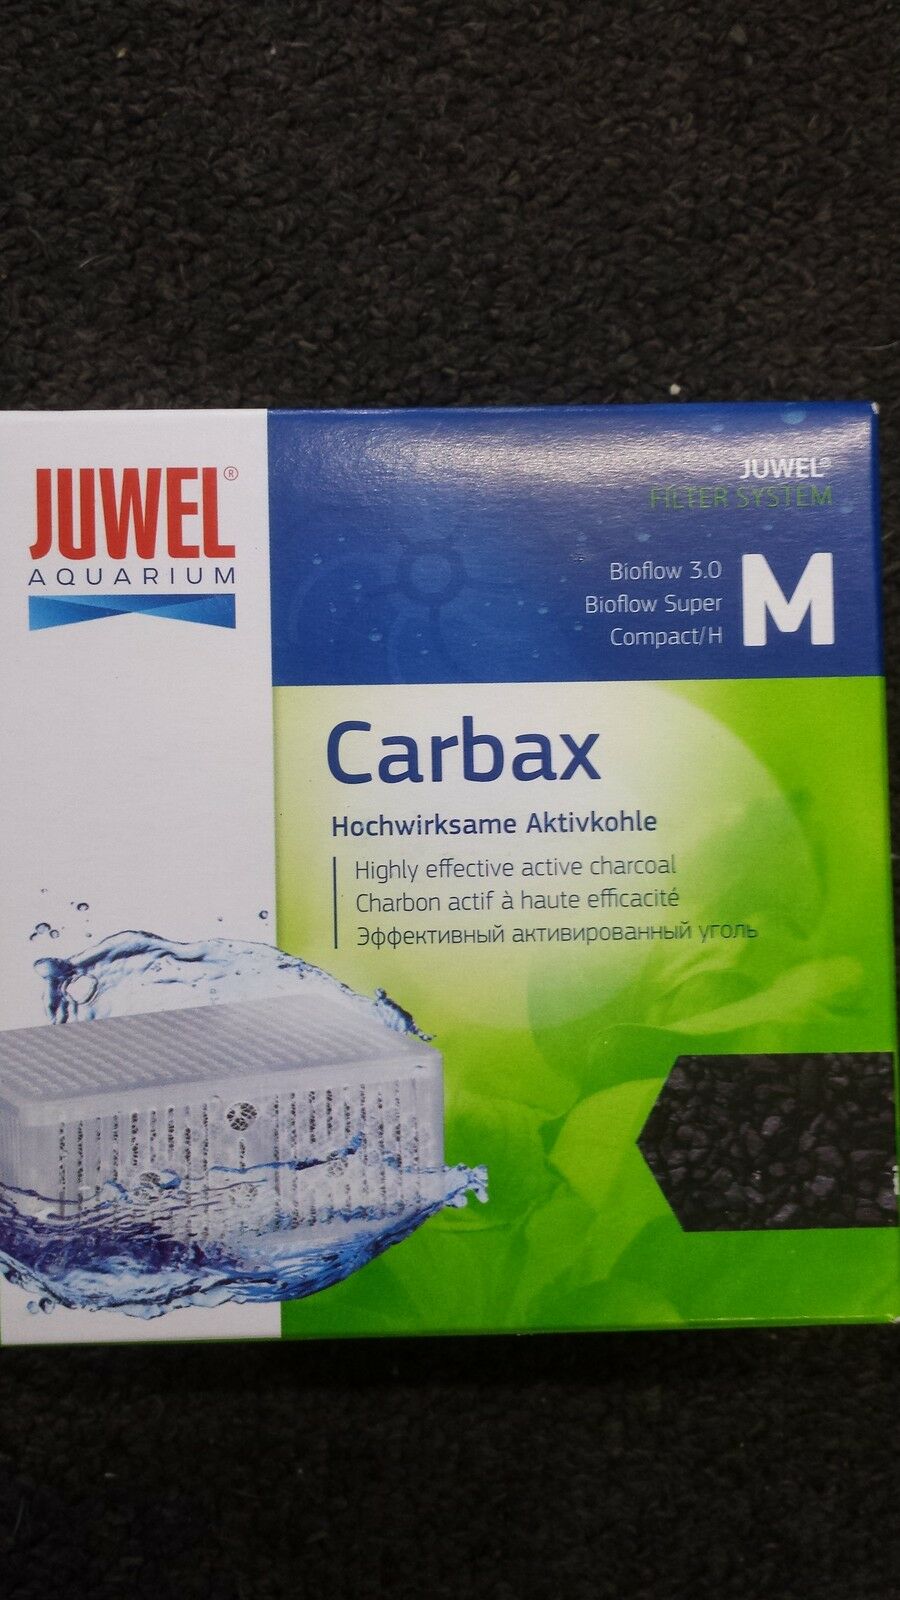 JUWEL®
AQUARIUM
JUWEL®
FILTER SYSTEM
Bioflow 3.0
Bioflow Super
Compact/H
M
Carbax
Hochwirksame Aktivkohle
Highly effective active charcoal
Charbon actif à haute efficacité
Эффективный активированный уголь